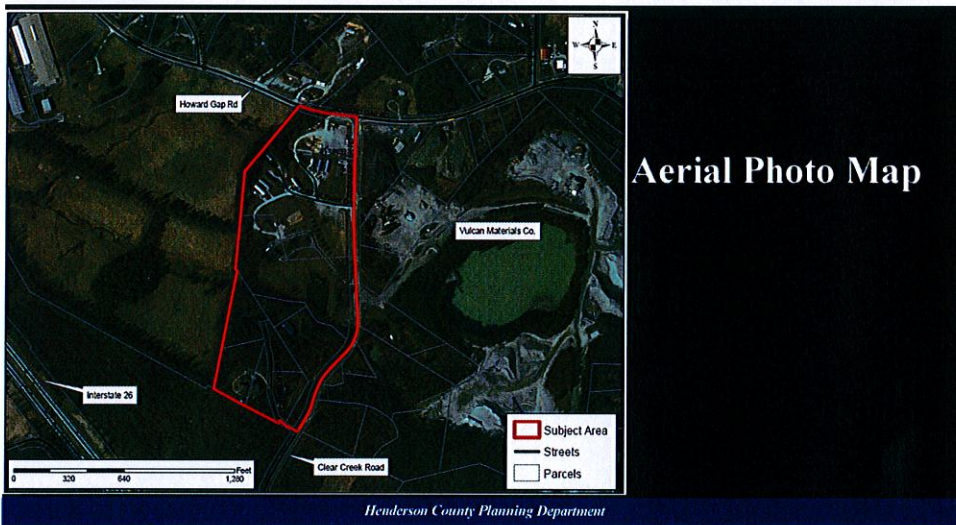 N
W E
S
Howard Gap Rd
Aerial Photo Map
Vulcan Materials Co.
Interstate 26
Subject Area
Streets
Parcels
Clear Creek Road
Feet
0 320 640 1,280
Henderson County Planning Department